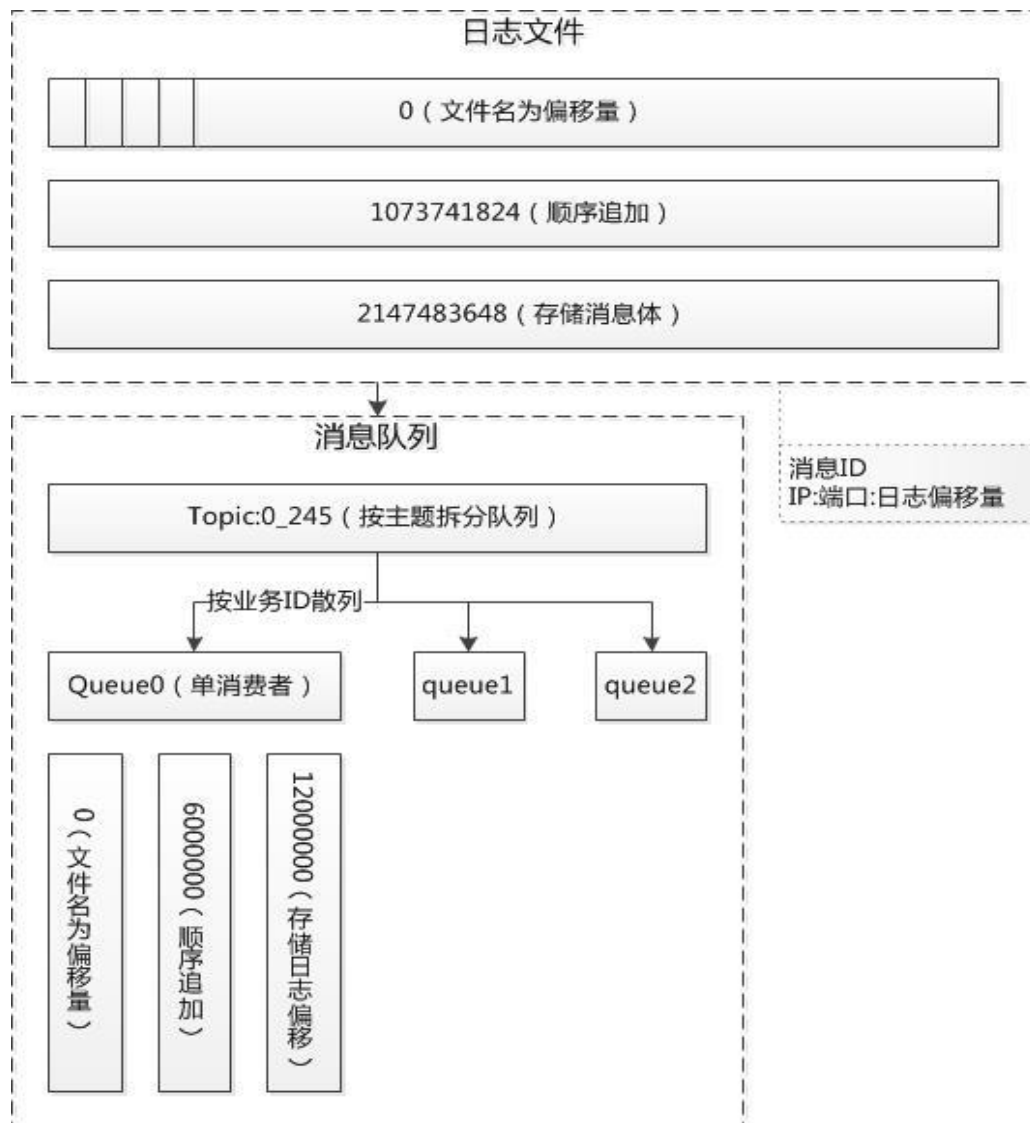 日志文件
0（文件名为偏移量）
1073741824（顺序追加）
2147483648（存储消息体）
消息队列
消息ID
IP:端口:日志偏移量
Topic:0_245（按主题拆分队列）
按业务ID散列
Queue0（单消费者）
queue1
queue2
0（文件名为偏移量）
6000000（顺序追加）
12000000（存储日志偏移）